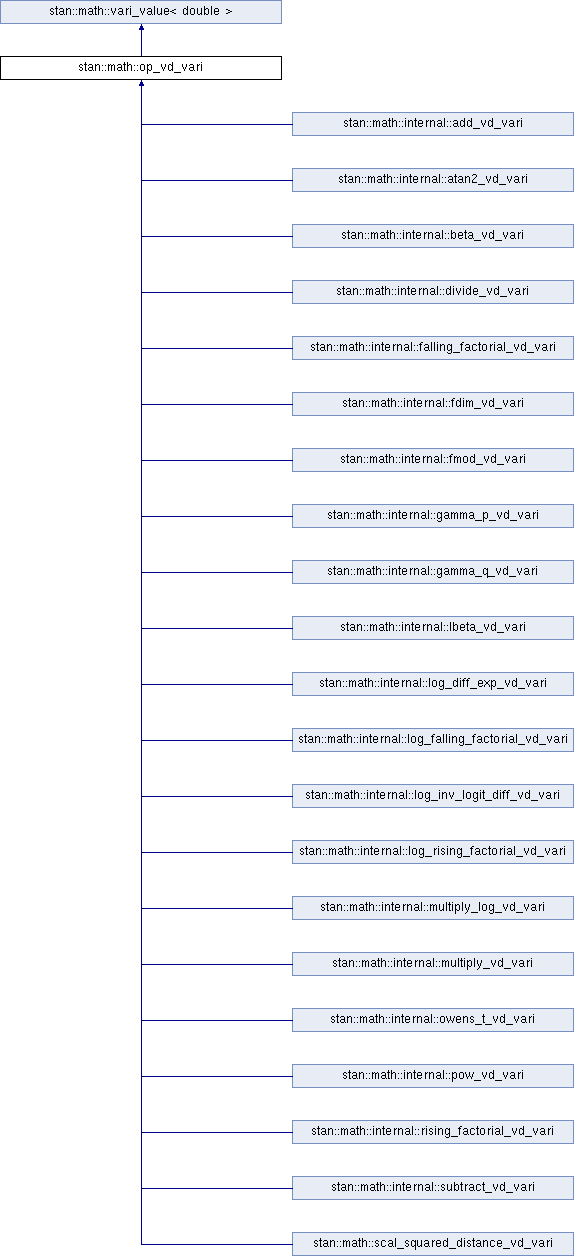 stan::math::vari_value< double >
stan::math::op_vd_vari
stan::math::internal::add_vd_vari
stan::math::internal::atan2_vd_vari
stan::math::internal::beta_vd_vari
stan::math::internal::divide_vd_vari
stan::math::internal::falling_factorial_vd_vari
stan::math::internal::fdim_vd_vari
stan::math::internal::fmod_vd_vari
stan::math::internal::gamma_p_vd_vari
stan::math::internal::gamma_q_vd_vari
stan::math::internal::lbeta_vd_vari
stan::math::internal::log_diff_exp_vd_vari
stan::math::internal::log_falling_factorial_vd_vari
stan::math::internal::log_inv_logit_diff_vd_vari
stan::math::internal::log_rising_factorial_vd_vari
stan::math::internal::multiply_log_vd_vari
stan::math::internal::multiply_vd_vari
stan::math::internal::owens_t_vd_vari
stan::math::internal::pow_vd_vari
stan::math::internal::rising_factorial_vd_vari
stan::math::internal::subtract_vd_vari
stan::math::scal_squared_distance_vd_vari